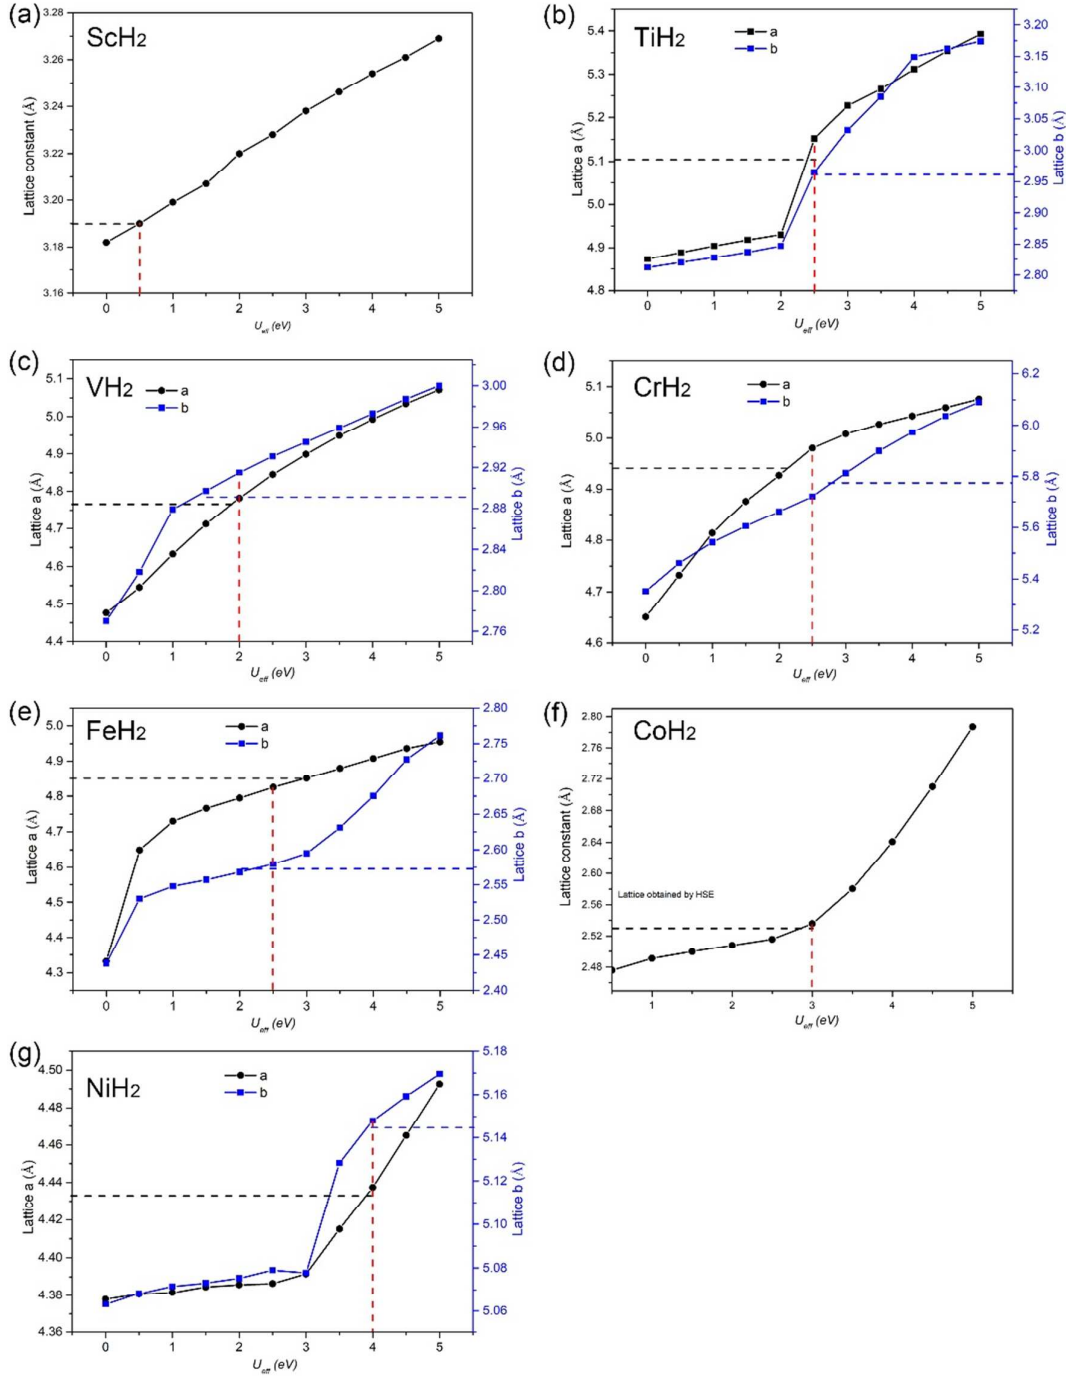 (a)
ScH2
3.28
3.26
3.24
3.22
3.20
3.18
3.16
Lattice constant (Å)
0 1 2 3 4 5
Ueff (eV)
(b)
TiH2
a
b
5.4
5.3
5.2
5.1
5.0
4.9
4.8
Lattice a (Å)
3.20
3.15
3.10
3.05
3.00
2.95
2.90
2.85
2.80
Lattice b (Å)
0 1 2 3 4 5
Ueff (eV)
(c)
VH2
a
b
5.1
5.0
4.9
4.8
4.7
4.6
4.5
4.4
Lattice a (Å)
3.00
2.96
2.92
2.88
2.84
2.80
2.76
Lattice b (Å)
0 1 2 3 4 5
Ueff (eV)
(d)
CrH2
a
b
5.1
5.0
4.9
4.8
4.7
4.6
Lattice a (Å)
6.2
6.0
5.8
5.6
5.4
5.2
Lattice b (Å)
0 1 2 3 4 5
Ueff (eV)
(e)
FeH2
a
b
5.0
4.9
4.8
4.7
4.6
4.5
4.4
4.3
Lattice a (Å)
2.80
2.75
2.70
2.65
2.60
2.55
2.50
2.45
2.40
Lattice b (Å)
0 1 2 3 4 5
Ueff (eV)
(f)
CoH2
2.80
2.76
2.72
2.68
2.64
2.60
2.56
2.52
2.48
Lattice constant (Å)
Lattice obtained by HSE
1 2 3 4 5
Ueff (eV)
(g)
NiH2
a
b
4.50
4.48
4.46
4.44
4.42
4.40
4.38
4.36
Lattice a (Å)
5.18
5.16
5.14
5.12
5.10
5.08
5.06
Lattice b (Å)
0 1 2 3 4 5
Ueff (eV)